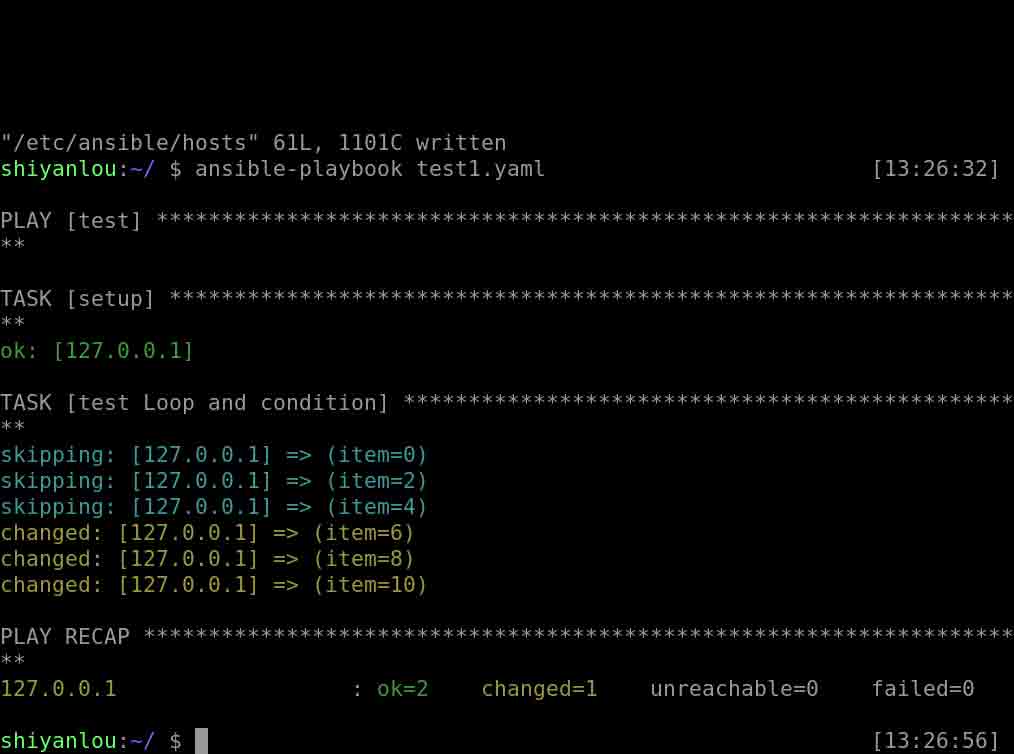 "/etc/ansible/hosts" 61L, 1101C written
shiyanlou:~/ $ ansible-playbook test1.yaml [13:26:32]
PLAY [test] ******************************************************************
**
TASK [setup] *****************************************************************
**
ok: [127.0.0.1]
TASK [test Loop and condition] ***********************************************
**
skipping: [127.0.0.1] => (item=0)
skipping: [127.0.0.1] => (item=2)
skipping: [127.0.0.1] => (item=4)
changed: [127.0.0.1] => (item=6)
changed: [127.0.0.1] => (item=8)
changed: [127.0.0.1] => (item=10)
PLAY RECAP *******************************************************************
**
127.0.0.1 : ok=2 changed=1 unreachable=0 failed=0
shiyanlou:~/ $ [13:26:56]